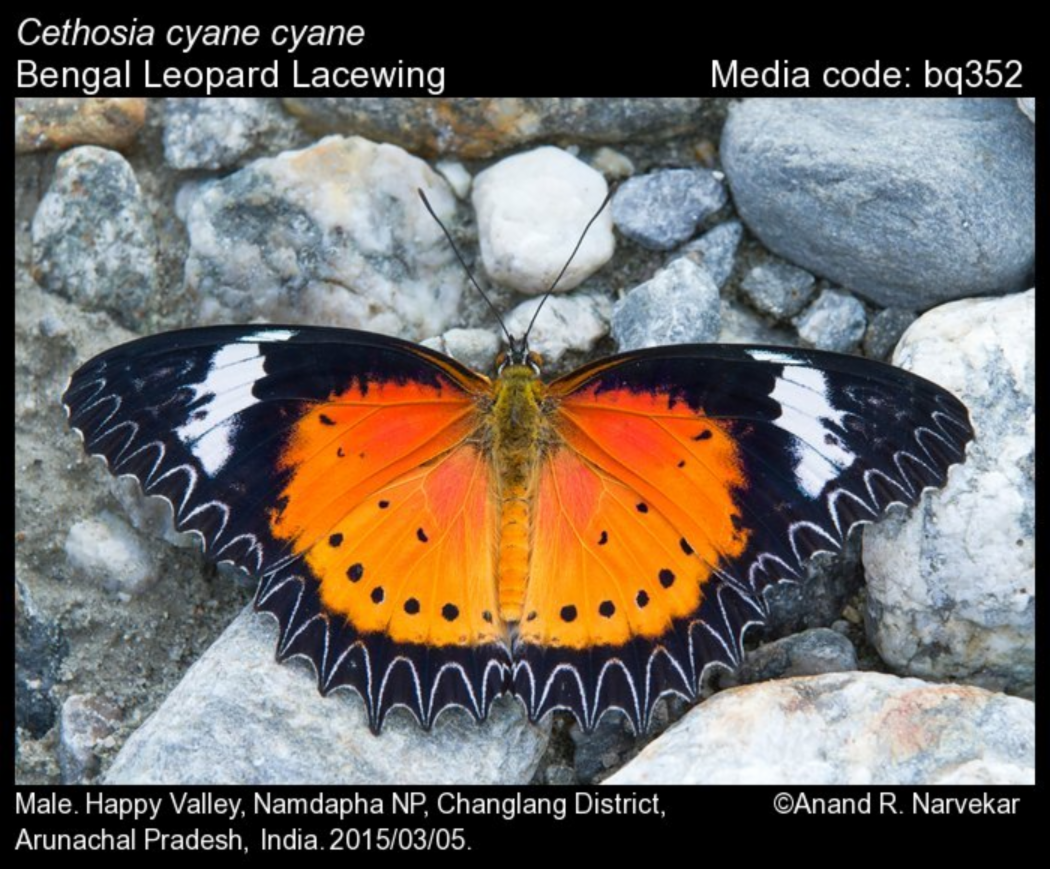 Cethosia cyane cyane
Bengal Leopard Lacewing
Media code: bq352
Male. Happy Valley, Namdapha NP, Changlang District,
Arunachal Pradesh, India. 2015/03/05.
©Anand R. Narvekar